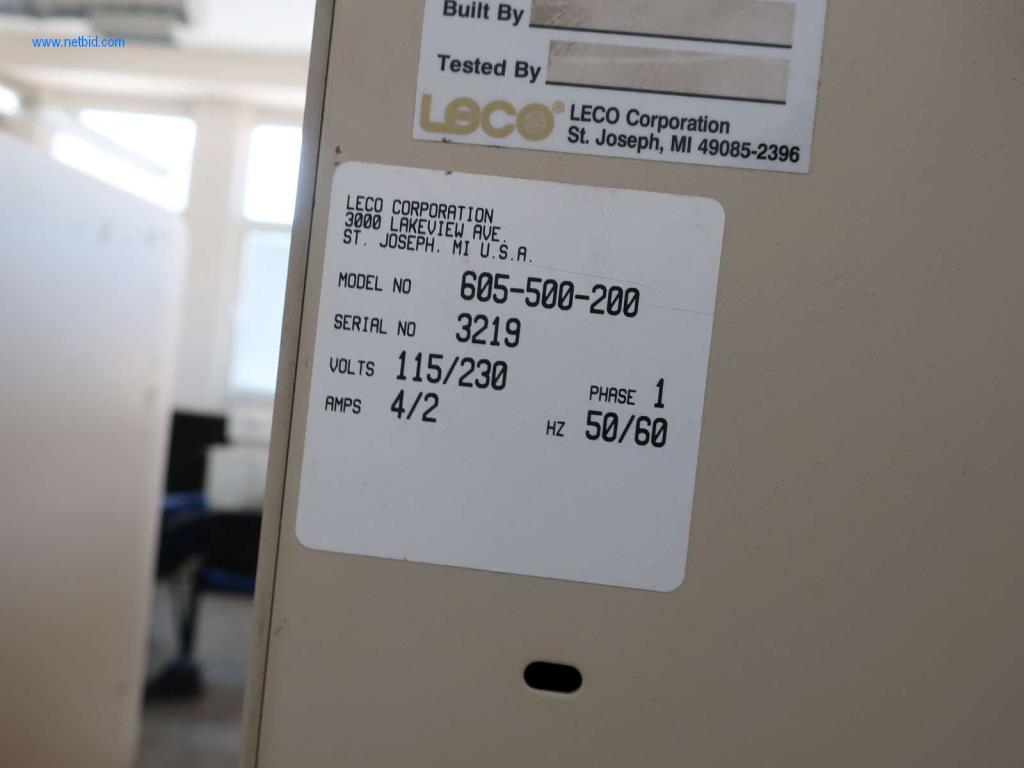 www.netbid.com
Built By
Tested By
LECO® LECO Corporation
St. Joseph, MI 49085-2396
LECO CORPORATION
3000 LAKEVIEW AVE.
ST. JOSEPH. MI U.S.A.
MODEL NO 605-500-200
SERIAL NO 3219
VOLTS 115/230 PHASE 1
AMPS 4/2 HZ 50/60